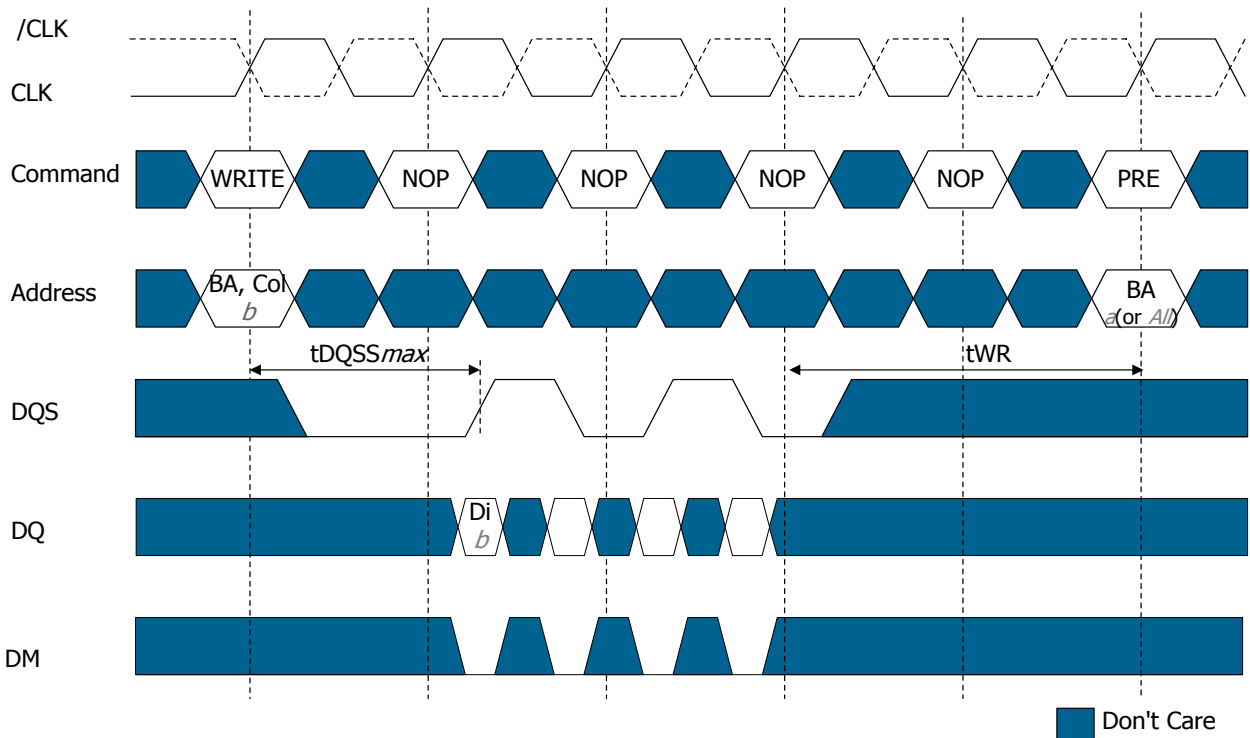 /CLK
CLK
Command
WRITE
NOP
NOP
NOP
NOP
PRE
Address
BA, Col
b
BA
a(or All)
tDQSSmax
tWR
DQS
DQ
Di
b
DM
Don't Care